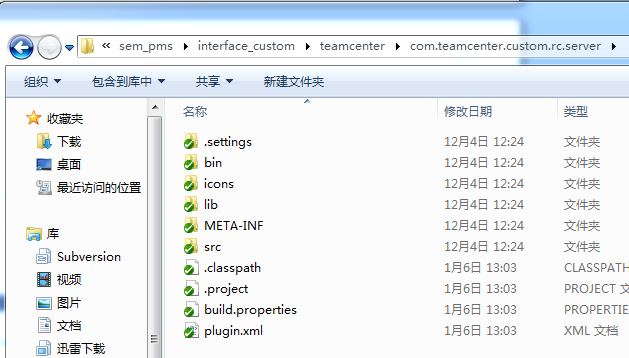 « sem_pms ▸ interface_custom ▸ teamcenter ▸ com.teamcenter.custom.rc.server ▸
组织 包含到库中 共享 新建文件夹
收藏夹
下载
桌面
最近访问的位置
库
Subversion
视频
图片
文档
迅雷下载
名称 修改日期 类型
.settings 12月4日 12:24 文件夹
bin 12月4日 12:24 文件夹
icons 12月4日 12:24 文件夹
lib 12月4日 12:24 文件夹
META-INF 12月4日 12:24 文件夹
src 12月4日 12:24 文件夹
.classpath 1月6日 13:03 CLASSPATH
.project 1月6日 13:03 PROJECT 文
build.properties 1月6日 13:03 PROPERTIE
plugin.xml 1月6日 13:03 XML 文档